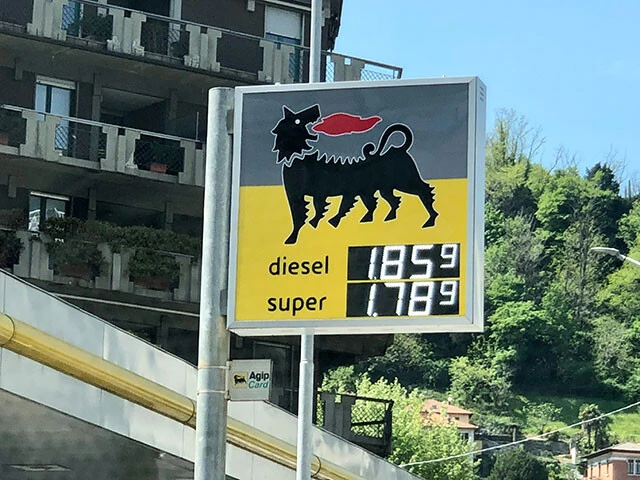 diesel 1.859
super 1.789
Agip
Card